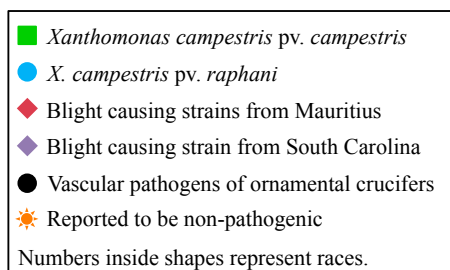 Xanthomonas campestris pv. campestris
X. campestris pv. raphani
Blight causing strains from Mauritius
Blight causing strain from South Carolina
Vascular pathogens of ornamental crucifers
Reported to be non-pathogenic
Numbers inside shapes represent races.